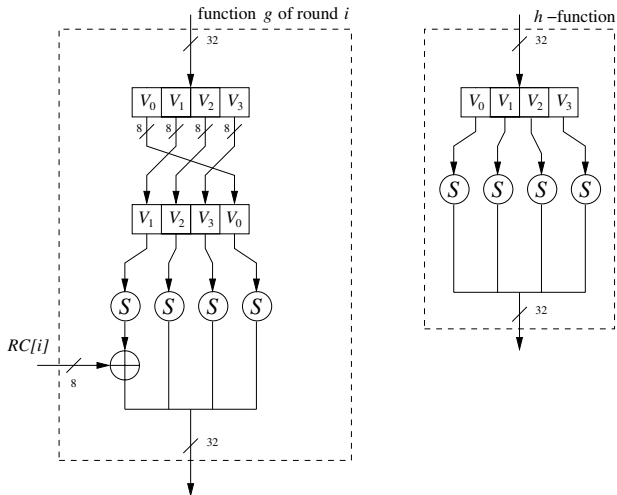 function g of round i
32
V0 V1 V2 V3
8 8 8 8
V1 V2 V3 V0
S S S S
RC[i]
8
32
h –function
32
V0 V1 V2 V3
S S S S
32